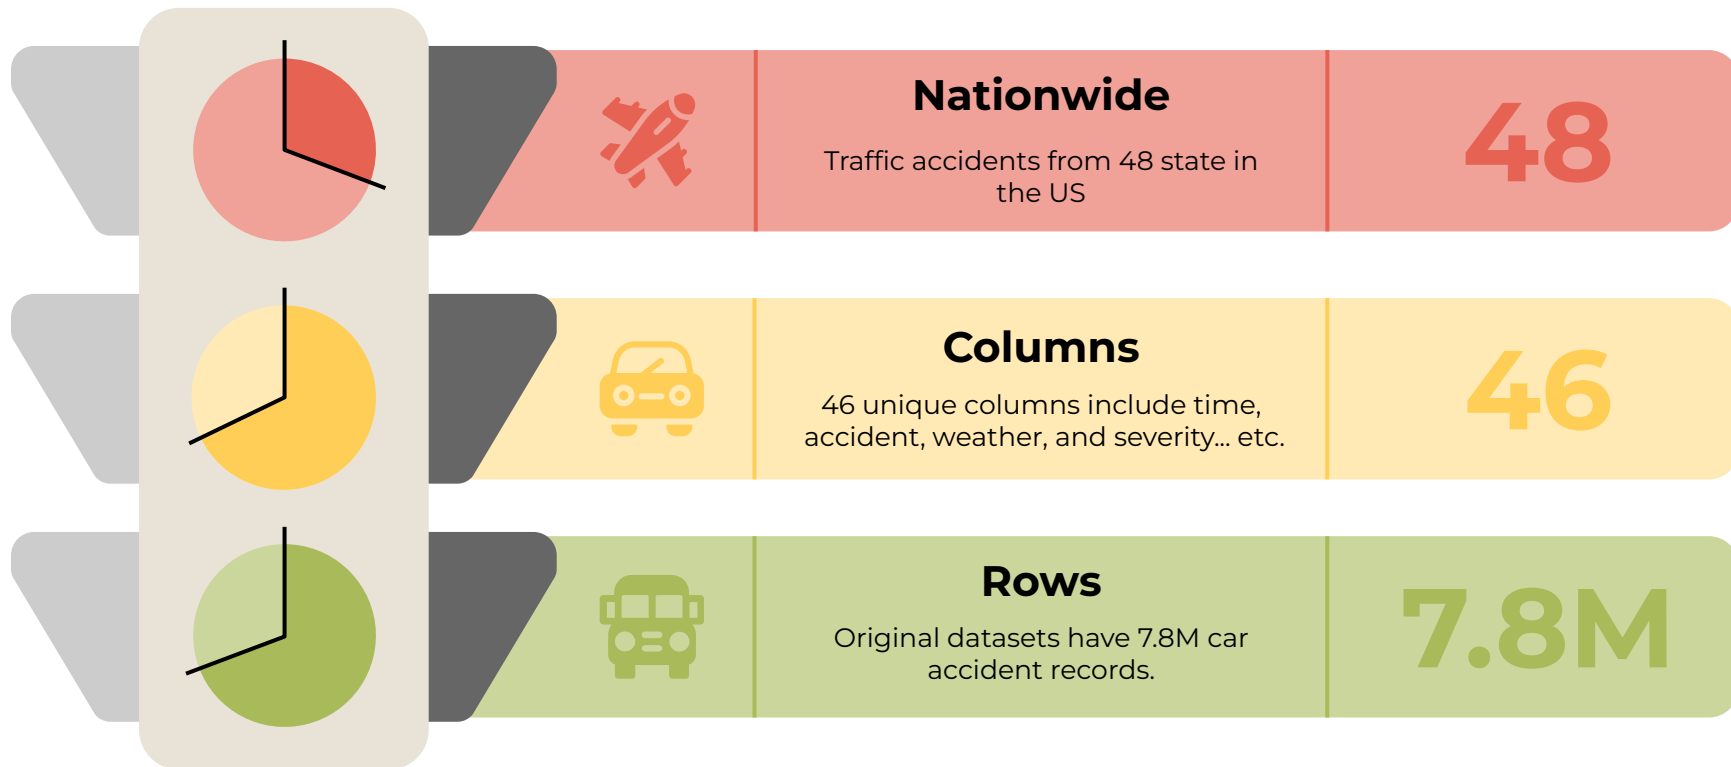 Nationwide
Traffic accidents from 48 state in
the US
48
Columns
46 unique columns include time,
accident, weather, and severity... etc.
46
Rows
Original datasets have 7.8M car
accident records.
7.8M